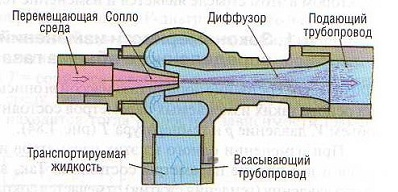 Перемещающая
среда
Сопло
Диффузор
Подающий
трубопровод
Транспортируемая
жидкость
Всасывающий
трубопровод